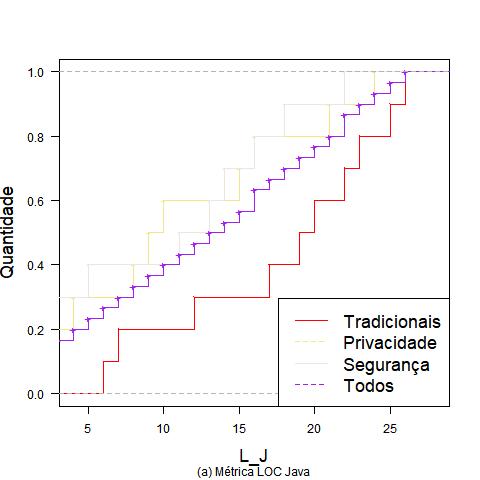 1.0
0.8
0.6
0.4
0.2
0.0
Quantidade
5 10 15 20 25
L_J
(a) Métrica LOC Java
Tradicionais
Privacidade
Segurança
Todos